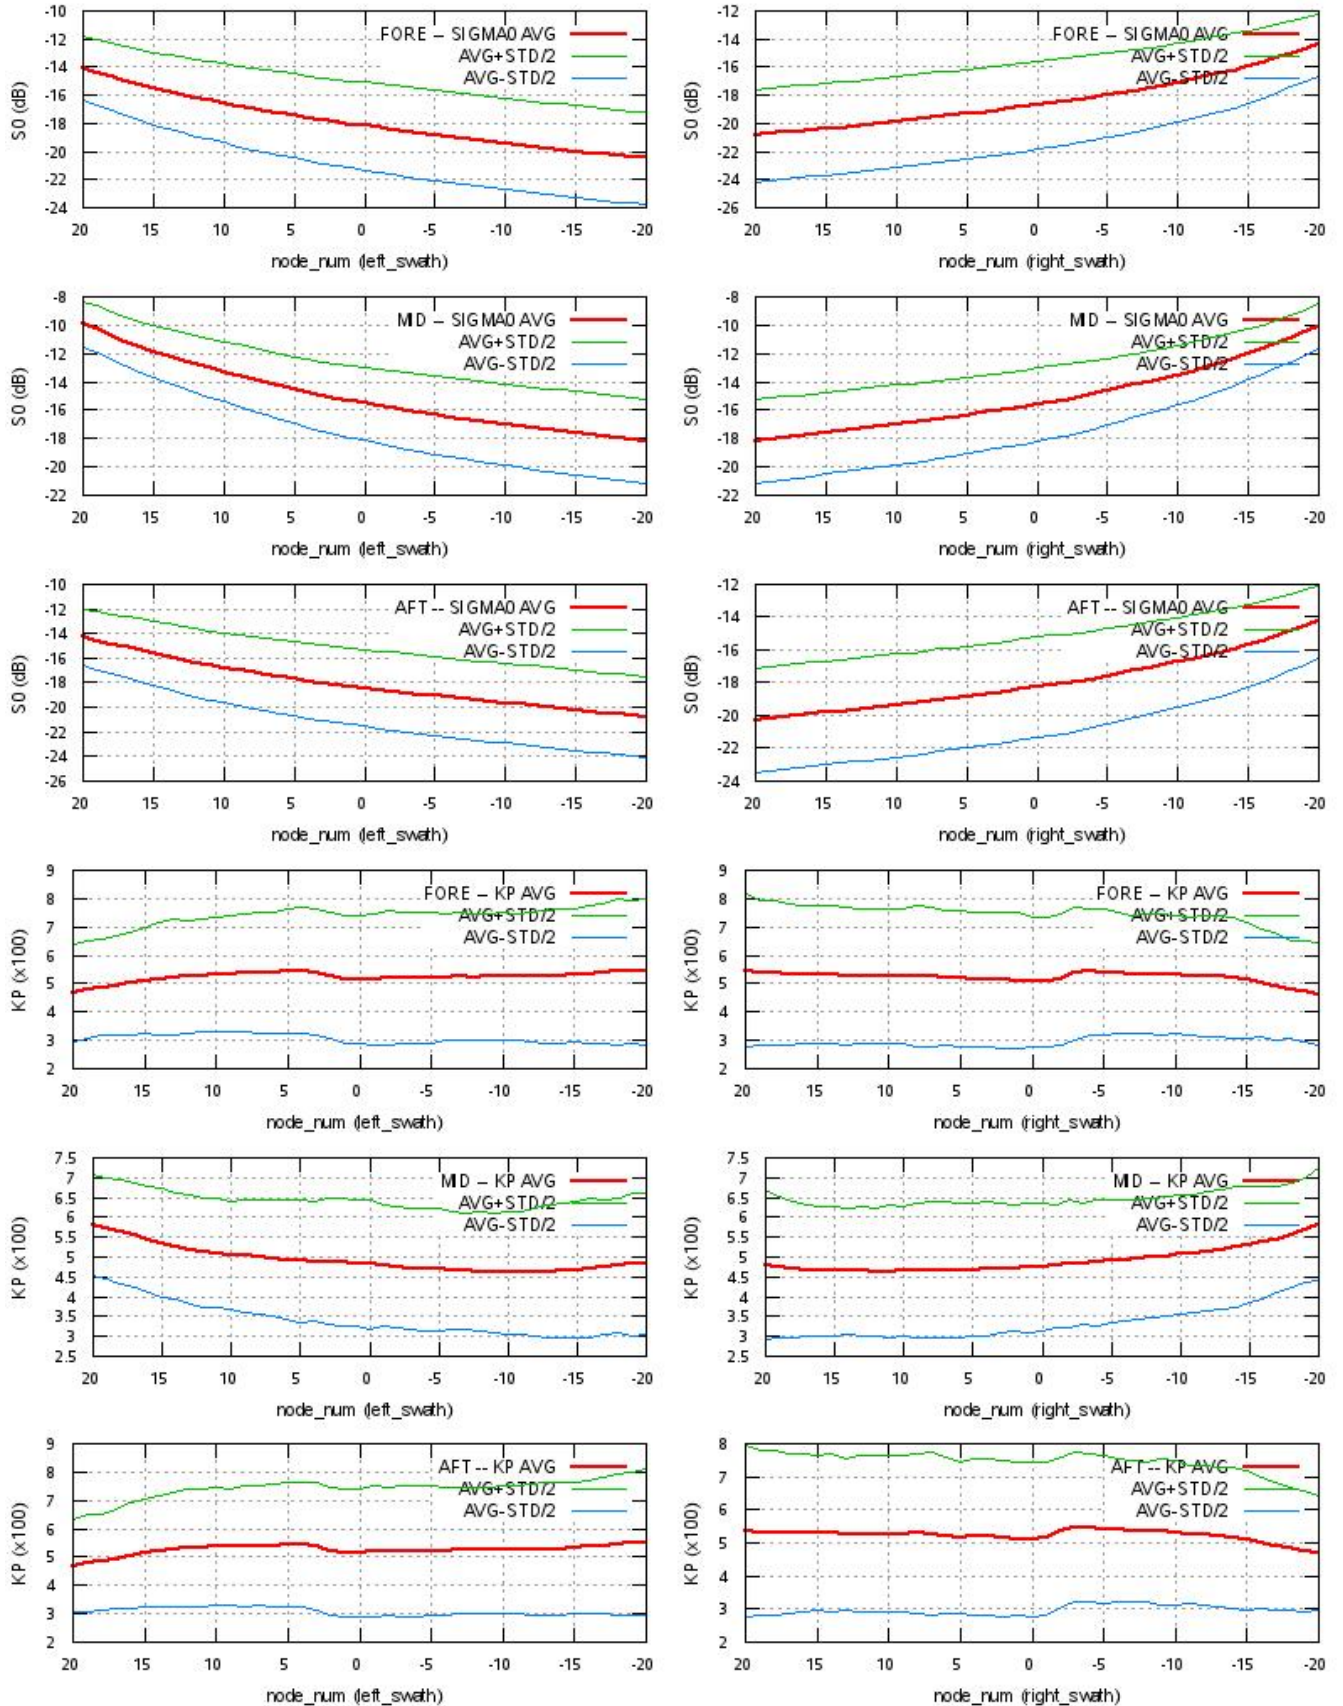 FORE -- SIGMA0 AVG
AVG+STD/2
AVG-STD/2
S0 (dB)
-10
-12
-14
-16
-18
-20
-22
-24
20 15 10 5 0 -5 -10 -15 -20
node_num (left_swath)
FORE -- SIGMA0 AVG
AVG+STD/2
AVG-STD/2
S0 (dB)
-12
-14
-16
-18
-20
-22
-24
-26
20 15 10 5 0 -5 -10 -15 -20
node_num (right_swath)
MID -- SIGMA0 AVG
AVG+STD/2
AVG-STD/2
S0 (dB)
-8
-10
-12
-14
-16
-18
-20
-22
20 15 10 5 0 -5 -10 -15 -20
node_num (left_swath)
MID -- SIGMA0 AVG
AVG+STD/2
AVG-STD/2
S0 (dB)
-8
-10
-12
-14
-16
-18
-20
-22
20 15 10 5 0 -5 -10 -15 -20
node_num (right_swath)
AFT -- SIGMA0 AVG
AVG+STD/2
AVG-STD/2
S0 (dB)
-10
-12
-14
-16
-18
-20
-22
-24
-26
20 15 10 5 0 -5 -10 -15 -20
node_num (left_swath)
AFT -- SIGMA0 AVG
AVG+STD/2
AVG-STD/2
S0 (dB)
-12
-14
-16
-18
-20
-22
-24
20 15 10 5 0 -5 -10 -15 -20
node_num (right_swath)
FORE -- KP AVG
AVG+STD/2
AVG-STD/2
KP (x100)
9
8
7
6
5
4
3
2
20 15 10 5 0 -5 -10 -15 -20
node_num (left_swath)
FORE -- KP AVG
AVG+STD/2
AVG-STD/2
KP (x100)
9
8
7
6
5
4
3
2
20 15 10 5 0 -5 -10 -15 -20
node_num (right_swath)
MID -- KP AVG
AVG+STD/2
AVG-STD/2
KP (x100)
7.5
7
6.5
6
5.5
5
4.5
4
3.5
3
2.5
20 15 10 5 0 -5 -10 -15 -20
node_num (left_swath)
MID -- KP AVG
AVG+STD/2
AVG-STD/2
KP (x100)
7.5
7
6.5
6
5.5
5
4.5
4
3.5
3
2.5
20 15 10 5 0 -5 -10 -15 -20
node_num (right_swath)
AFT -- KP AVG
AVG+STD/2
AVG-STD/2
KP (x100)
9
8
7
6
5
4
3
2
20 15 10 5 0 -5 -10 -15 -20
node_num (left_swath)
AFT -- KP AVG
AVG+STD/2
AVG-STD/2
KP (x100)
8
7
6
5
4
3
2
20 15 10 5 0 -5 -10 -15 -20
node_num (right_swath)